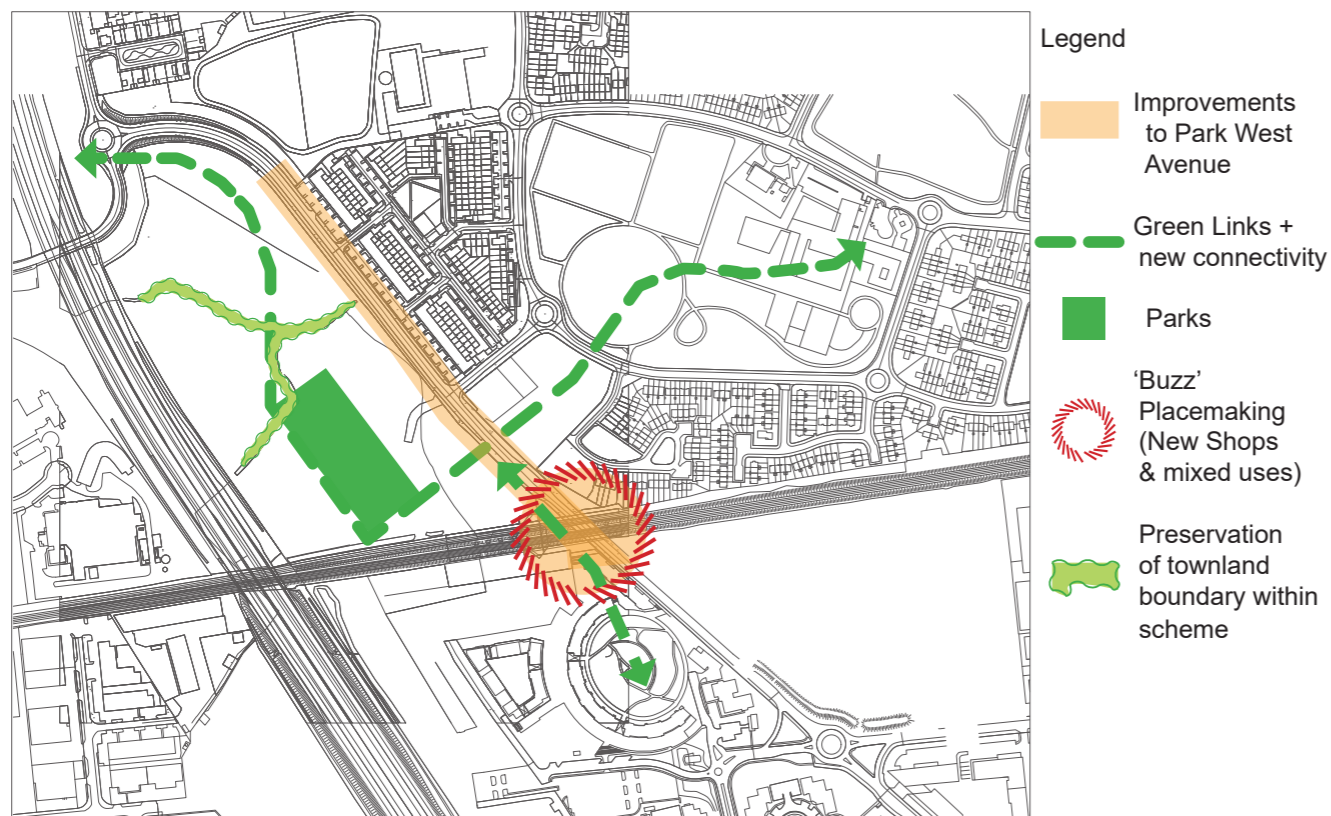 Legend
Improvements
to Park West
Avenue
Green Links +
new connectivity
Parks
‘Buzz’
Placemaking
(New Shops
& mixed uses)
Preservation
of townland
boundary within
scheme